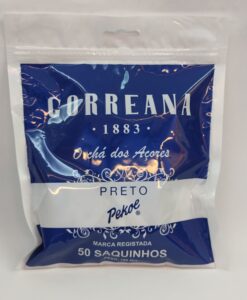 GORREANA
· 1883 ·
O chá dos Açores
PRETO
Pekoe ®
MARCA REGISTADA
50 SAQUINHOS